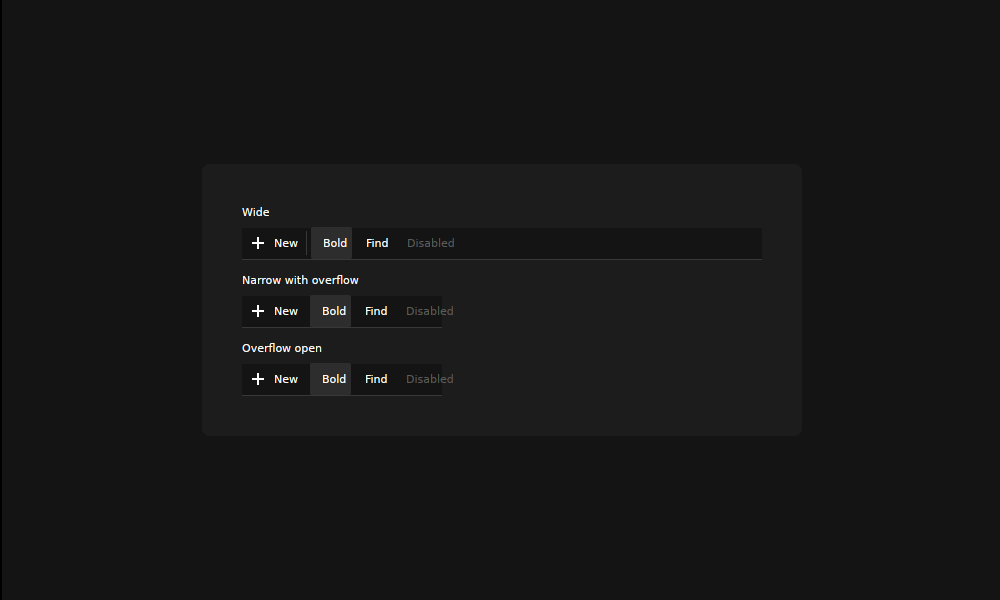 Wide
New Bold Find Disabled
Narrow with overflow
New Bold Find Disabled
Overflow open
New Bold Find Disabled